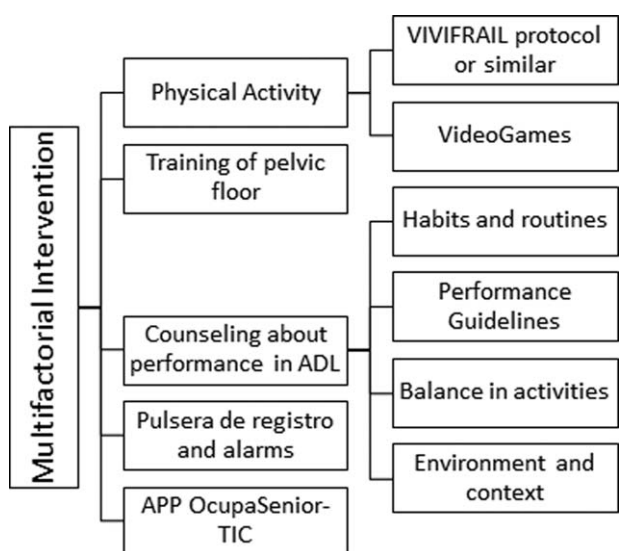 Multifactorial Intervention
Physical Activity
VIVIFRAIL protocol
or similar
VideoGames
Training of pelvic
floor
Counseling about
performance in ADL
Habits and routines
Performance
Guidelines
Balance in activities
Environment and
context
Pulsera de registro
and alarms
APP OcupaSenior-
TIC